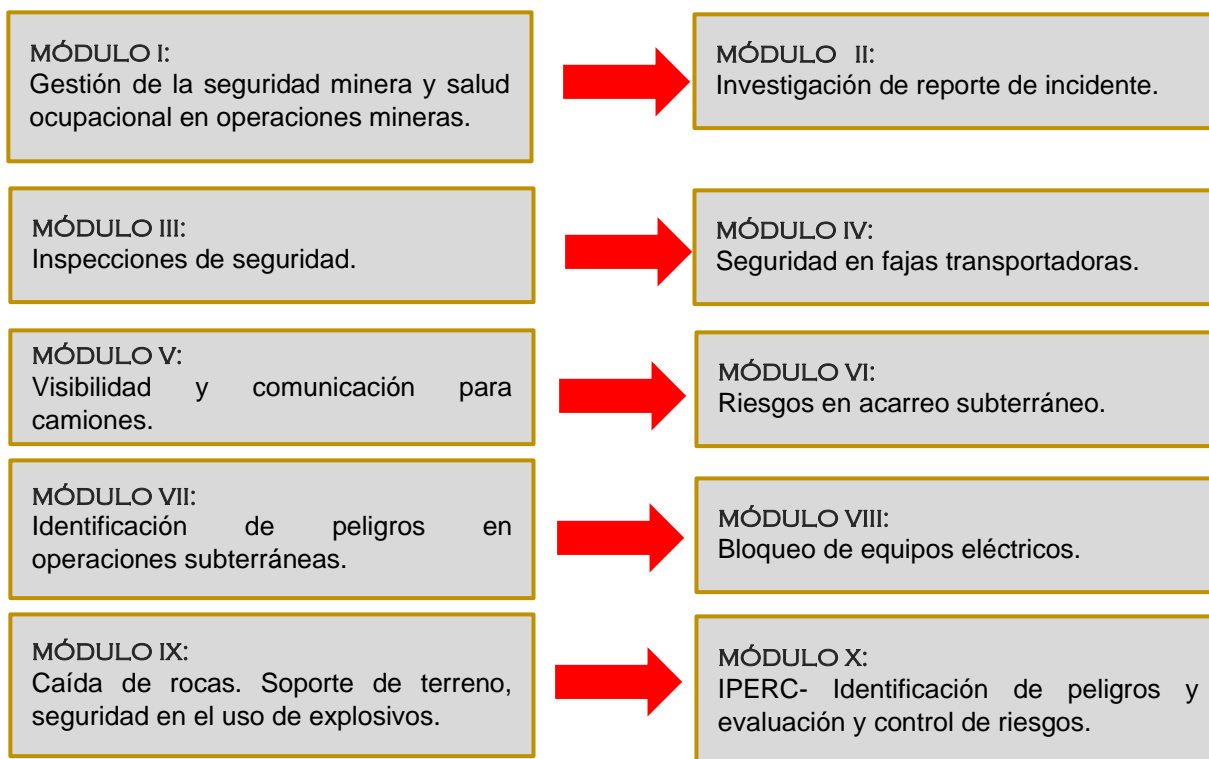 MÓDULO I:
Gestión de la seguridad minera y salud
ocupacional en operaciones mineras.
MÓDULO II:
Investigación de reporte de incidente.
MÓDULO III:
Inspecciones de seguridad.
MÓDULO IV:
Seguridad en fajas transportadoras.
MÓDULO V:
Visibilidad y comunicación para
camiones.
MÓDULO VI:
Riesgos en acarreo subterráneo.
MÓDULO VII:
Identificación de peligros en
operaciones subterráneas.
MÓDULO VIII:
Bloqueo de equipos eléctricos.
MÓDULO IX:
Caída de rocas. Soporte de terreno,
seguridad en el uso de explosivos.
MÓDULO X:
IPERC- Identificación de peligros y
evaluación y control de riesgos.